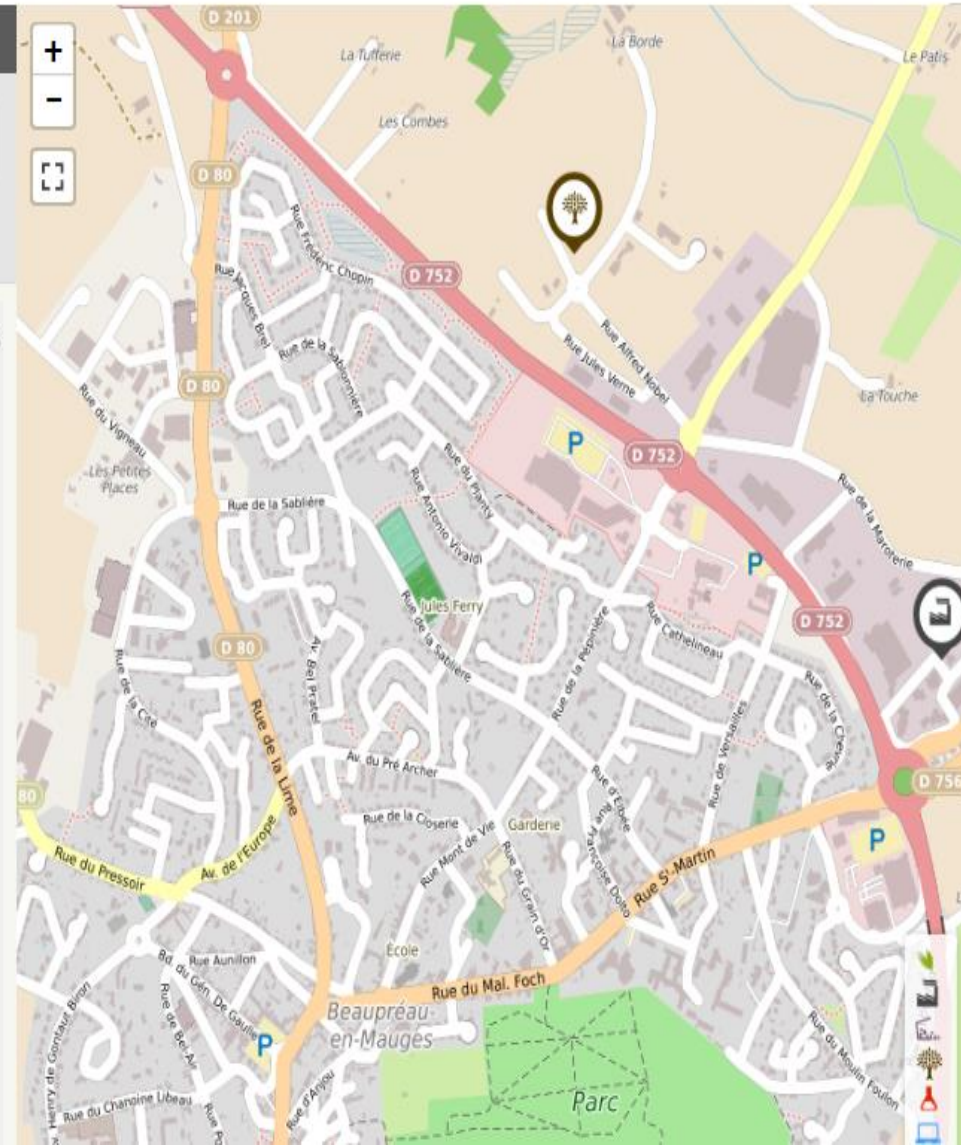 D 201
+
La Borde
La Tufferie
Le Patis
−
Les Combes
D 80
Rue Frédéric Chopin
D 752
Rue Jacques Brel
Rue de la Sablonnière
Rue Alfred Nobel
Rue Jules Verne
D 80
La Touche
Rue du Vigneau
P
D 752
Les Petites
Places
Rue du Planty
Rue Antonio Vivaldi
Rue de la Sablière
Rue de la Maroterie
P
Jules Ferry
Rue de la Sablière
D 752
D 80
Rue de la Pépinière
Rue Cathelineau
Av. Bel Prater
Rue de la Cité
Rue de la Chèvrie
Rue de la Lime
Rue de Versailles
Av. du Pré Archer
D 756
80
Rue d'Elbée
Rue de la Closerie
Garderie
Rue Mont de Vie
P
Rue Françoise Dolto
Rue du Pressoir
Av. de l'Europe
Rue St-Martin
Rue du Grain d'Or
École
Rue Aunillon
Bd. du Gén. De Gaulle
Rue du Mal. Foch
Henry de Gontaut Biron
Rue de Bel Air
Beaupréau-
en-Mauges
P
Rue du Moulin Foulon
Rue d'Anjou
Parc
Rue du Chanoine Libeau